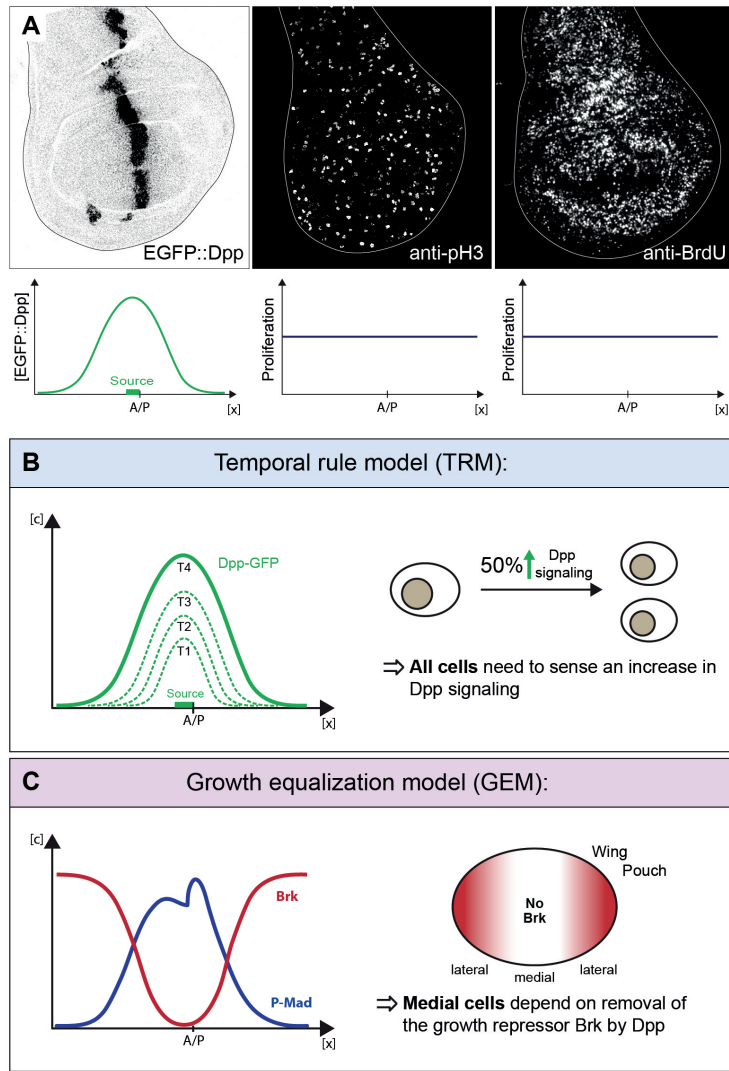 A
EGFP::Dpp
anti-pH3
anti-BrdU
[EGFP::Dpp]
Source
A/P
[x]
Proliferation
A/P
[x]
Proliferation
A/P
[x]
B
Temporal rule model (TRM):
[c]
Dpp-GFP
T4
T3
T2
T1
Source
A/P
[x]
50%
Dpp
signaling
⇒ All cells need to sense an increase in
Dpp signaling
C
Growth equalization model (GEM):
[c]
Brk
P-Mad
A/P
[x]
Wing
Pouch
No
Brk
lateral
medial
lateral
⇒ Medial cells depend on removal of
the growth repressor Brk by Dpp